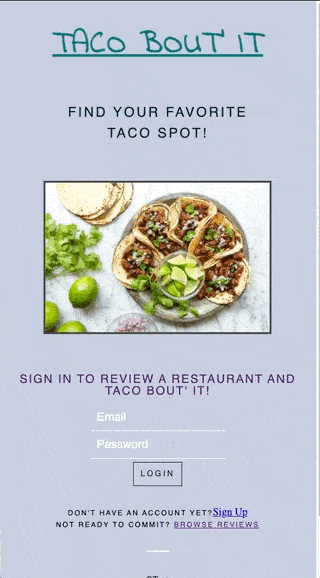 TACO BOUT' IT
FIND YOUR FAVORITE
TACO SPOT!
SIGN IN TO REVIEW A RESTAURANT AND
TACO BOUT' IT!
Email
Password
LOGIN
DON'T HAVE AN ACCOUNT YET?Sign Up
NOT READY TO COMMIT? BROWSE REVIEWS